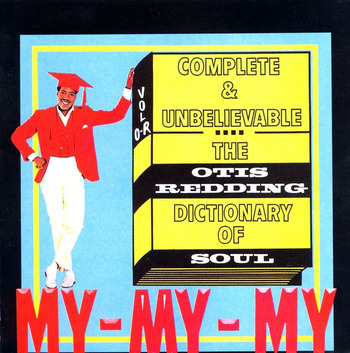 COMPLETE
&
UNBELIEVABLE
THE
OTIS
REDDING
DICTIONARY
OF
SOUL
VOL
O-R
MY-MY-MY